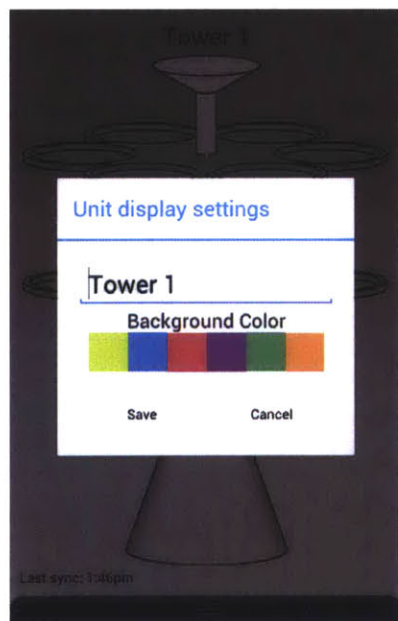 Tower 1
Unit display settings
Tower 1
Background Color
Save Cancel
Last sync: 1:46pm